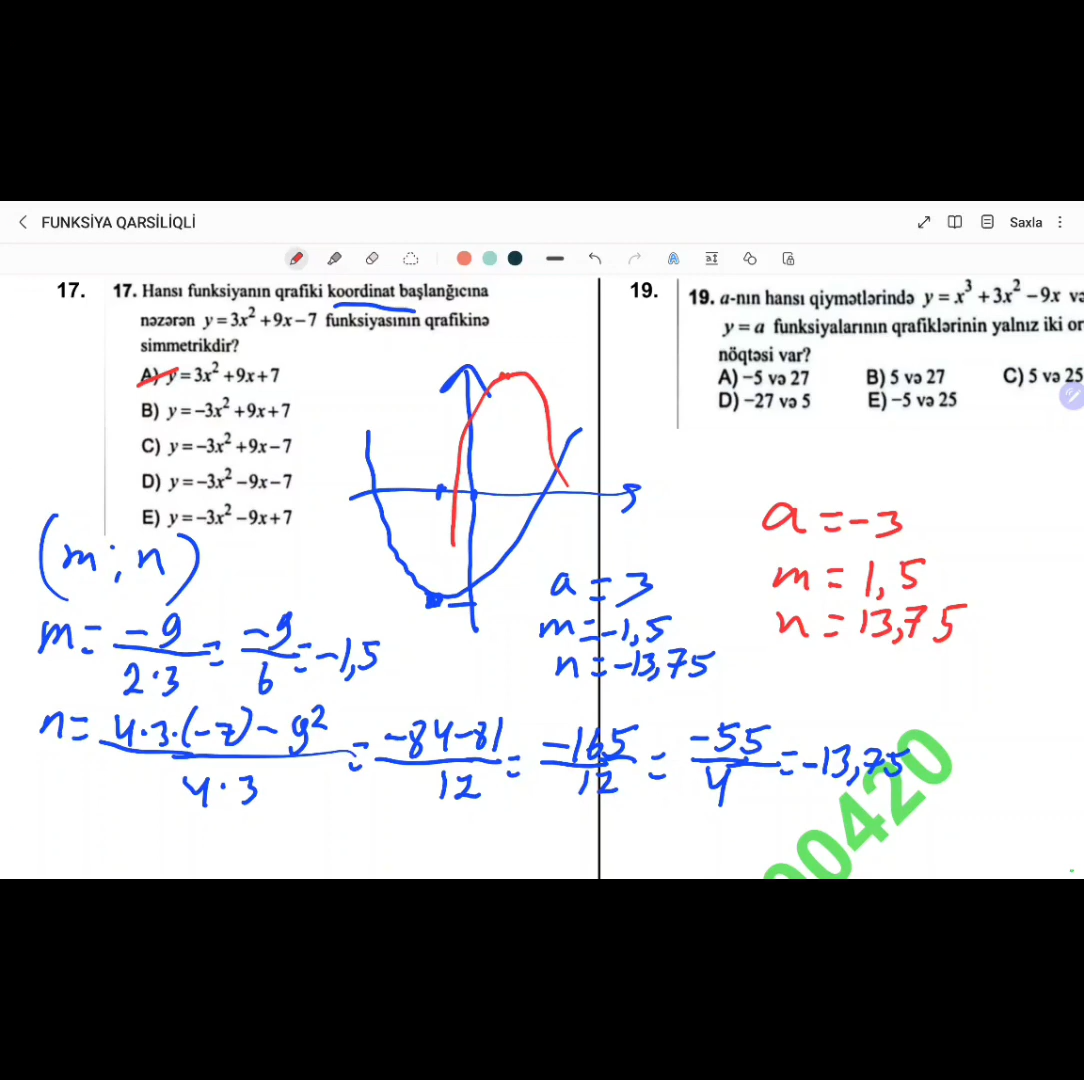 FUNKSİYA QARSİLİQLİ
Saxla
17. 17. Hansı funksiyanın qrafiki koordinat başlanğıcına
nəzərən y = 3x² + 9x − 7 funksiyasının qrafikinə
simmetrikdir?
A) y = 3x² + 9x + 7
B) y = −3x² + 9x + 7
C) y = −3x² + 9x − 7
D) y = −3x² − 9x − 7
E) y = −3x² − 9x + 7
(m ; n)
m = −9/2·3 = −9/6 = −1,5
n = 4·3·(−7) − 9²/4·3 = −84−81/12 = −165/12 = −55/4 = −13,75
a = 3
m = −1,5
n = −13,75
19. 19. a-nın hansı qiymətlərində y = x³ + 3x² − 9x və
y = a funksiyalarının qrafiklərinin yalnız iki or
nöqtəsi var?
A) −5 və 27 B) 5 və 27 C) 5 və 25
D) −27 və 5 E) −5 və 25
a = −3
m = 1,5
n = 13,75
00420